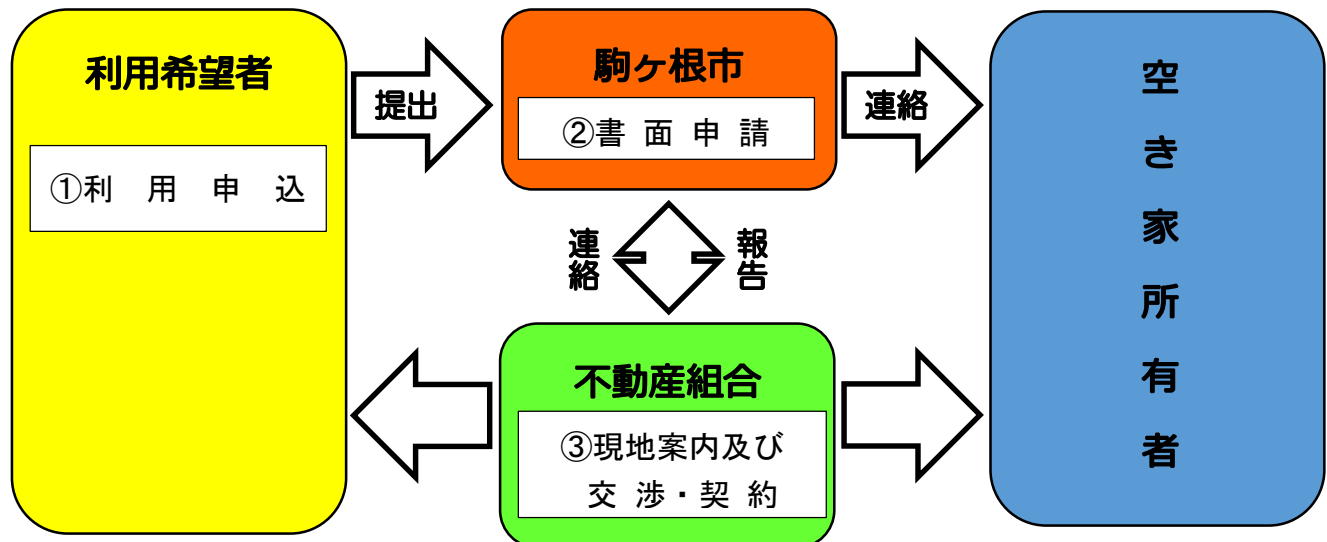 利用希望者
①利 用 申 込
提出
駒ヶ根市
②書 面 申 請
連絡
空き家所有者
連絡
報告
不動産組合
③現地案内及び
交 渉・契 約